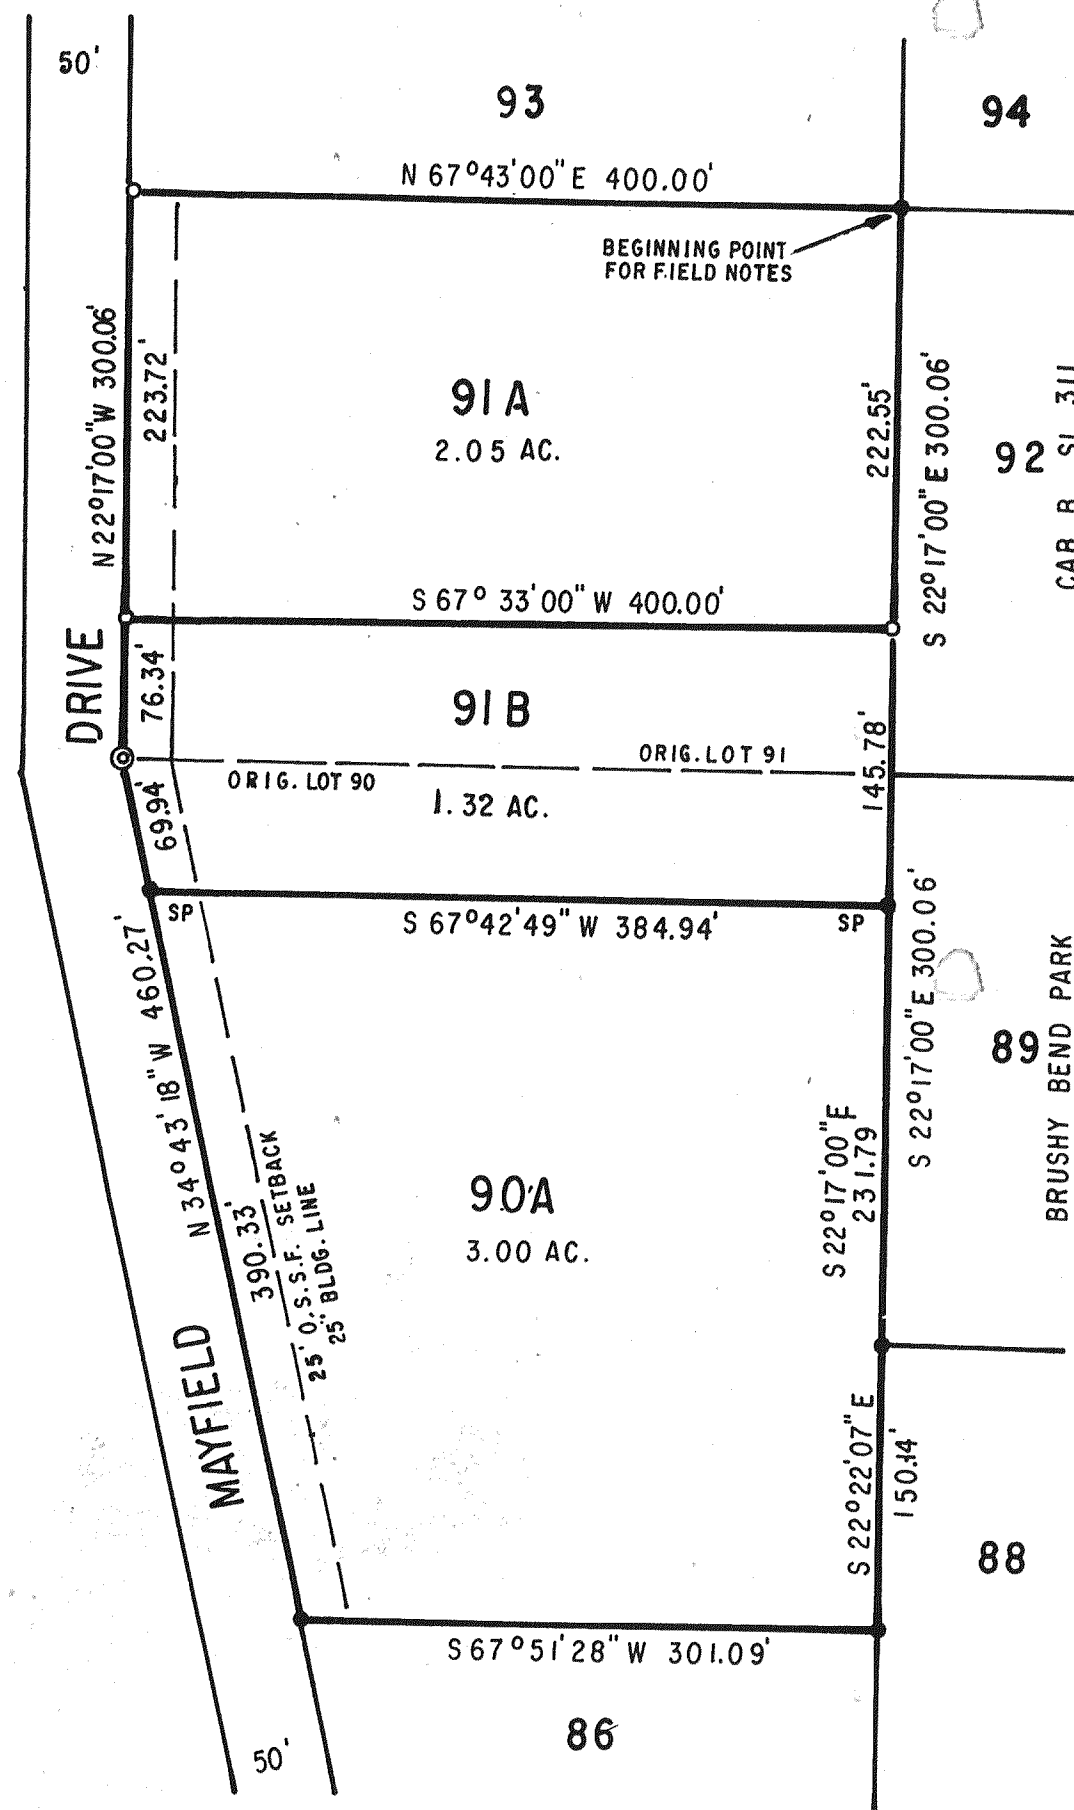 50'
93
94
N 67°43'00" E 400.00'
BEGINNING POINT
FOR FIELD NOTES
N 22°17'00" W 300.06'
223.72'
91A
2.05 AC.
222.55'
S 22°17'00" E 300.06'
92
CAB. B SL. 311
S 67° 33'00" W 400.00'
DRIVE
76.34'
91B
ORIG. LOT 91
ORIG. LOT 90
145.78'
1.32 AC.
69.94'
SP
S 67°42'49" W 384.94'
SP
N 34°43'18" W 460.27'
S 22°17'00" E 300.06'
89
BRUSHY BEND PARK
390.33'
25' O.S.S.F. SETBACK
25' BLDG. LINE
90A
3.00 AC.
S 22°17'00" E
231.79
MAYFIELD
S 22°22'07" E
150.14'
88
S 67°51'28" W 301.09'
86
50'